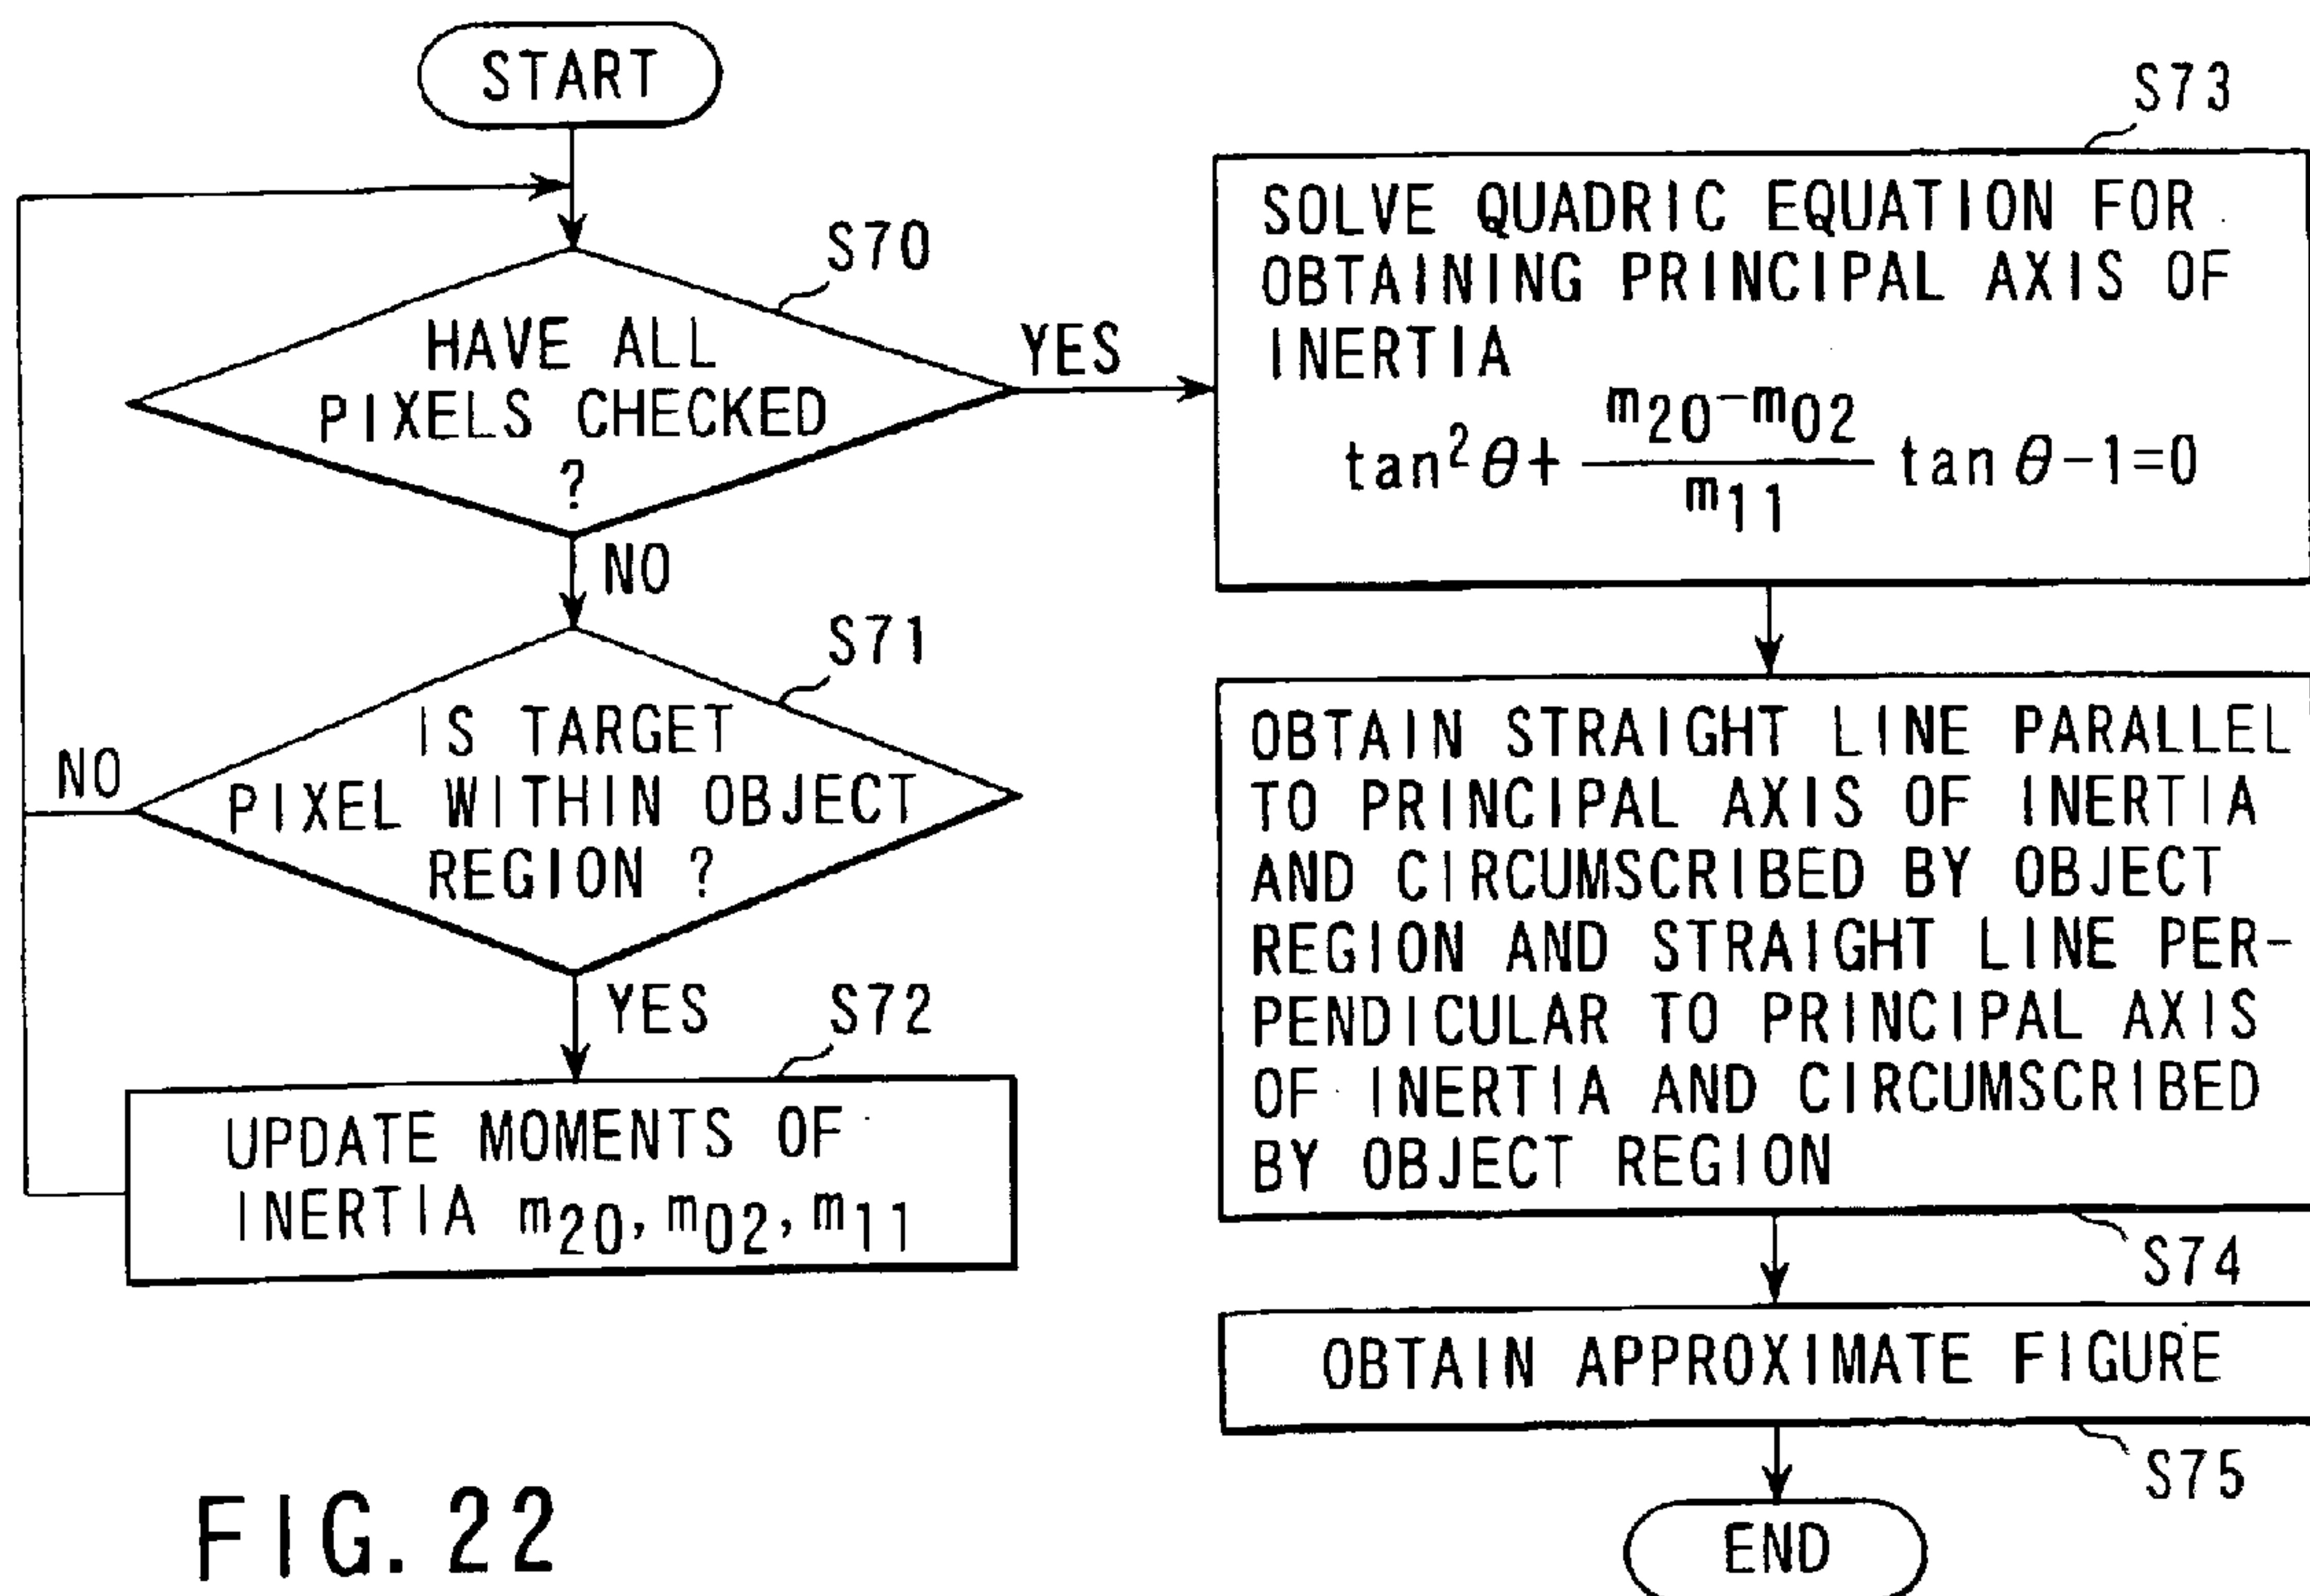 START
S70
HAVE ALL
PIXELS CHECKED
?
YES
NO
S71
IS TARGET
PIXEL WITHIN OBJECT
REGION ?
NO
YES
S72
UPDATE MOMENTS OF
INERTIA m20, m02, m11
S73
SOLVE QUADRIC EQUATION FOR
OBTAINING PRINCIPAL AXIS OF
INERTIA
tan²θ+ (m20-m02)/m11 tan θ-1=0
OBTAIN STRAIGHT LINE PARALLEL
TO PRINCIPAL AXIS OF INERTIA
AND CIRCUMSCRIBED BY OBJECT
REGION AND STRAIGHT LINE PER-
PENDICULAR TO PRINCIPAL AXIS
OF INERTIA AND CIRCUMSCRIBED
BY OBJECT REGION
S74
OBTAIN APPROXIMATE FIGURE
S75
END
FIG. 22